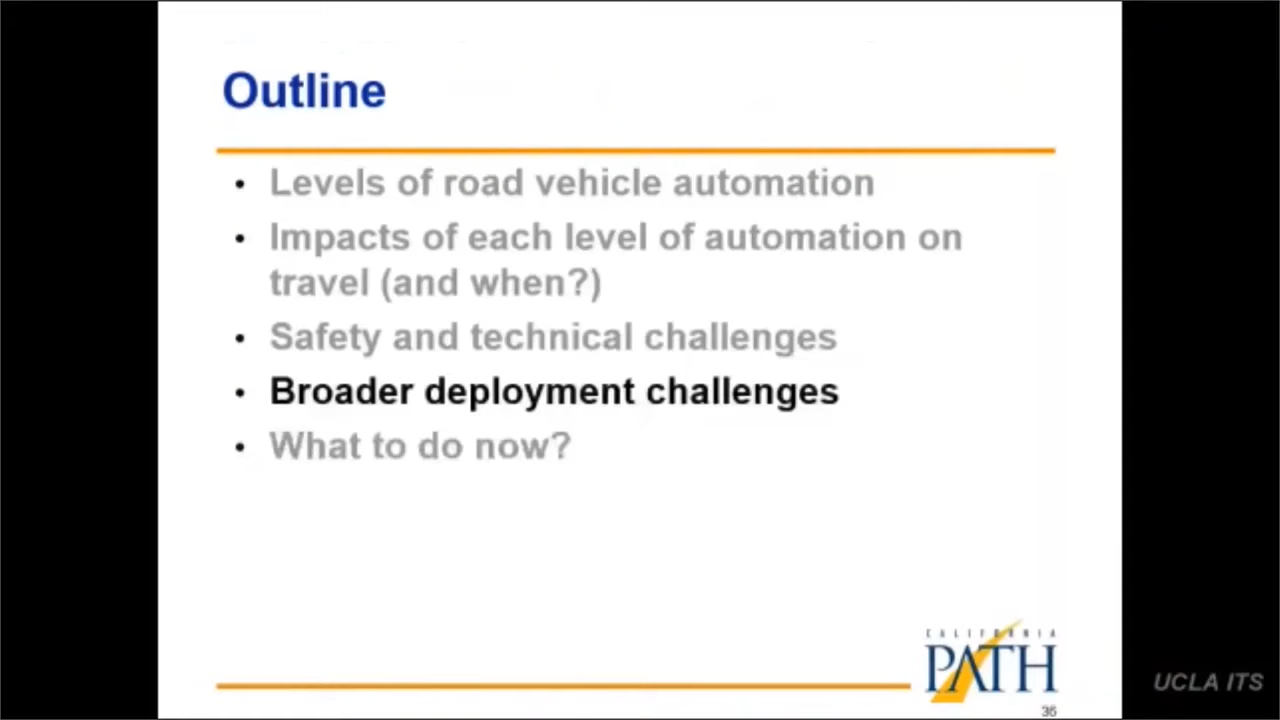 Outline
• Levels of road vehicle automation
• Impacts of each level of automation on
travel (and when?)
• Safety and technical challenges
• Broader deployment challenges
• What to do now?
CALIFORNIA
PATH
UCLA ITS
36